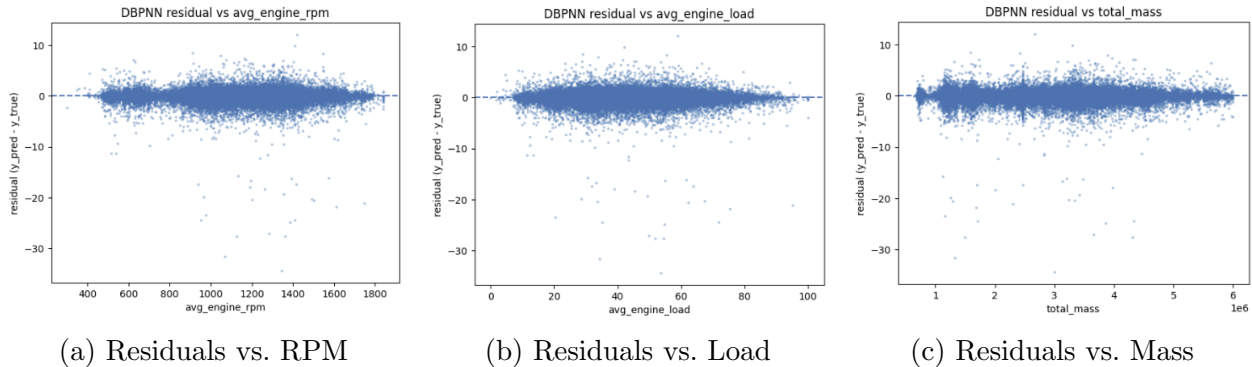 DBPNN residual vs avg_engine_rpm
residual (y_pred - y_true)
10
0
−10
−20
−30
400 600 800 1000 1200 1400 1600 1800
avg_engine_rpm
(a) Residuals vs. RPM
DBPNN residual vs avg_engine_load
residual (y_pred - y_true)
10
0
−10
−20
−30
0 20 40 60 80 100
avg_engine_load
(b) Residuals vs. Load
DBPNN residual vs total_mass
residual (y_pred - y_true)
10
0
−10
−20
−30
1 2 3 4 5 6
1e6
total_mass
(c) Residuals vs. Mass